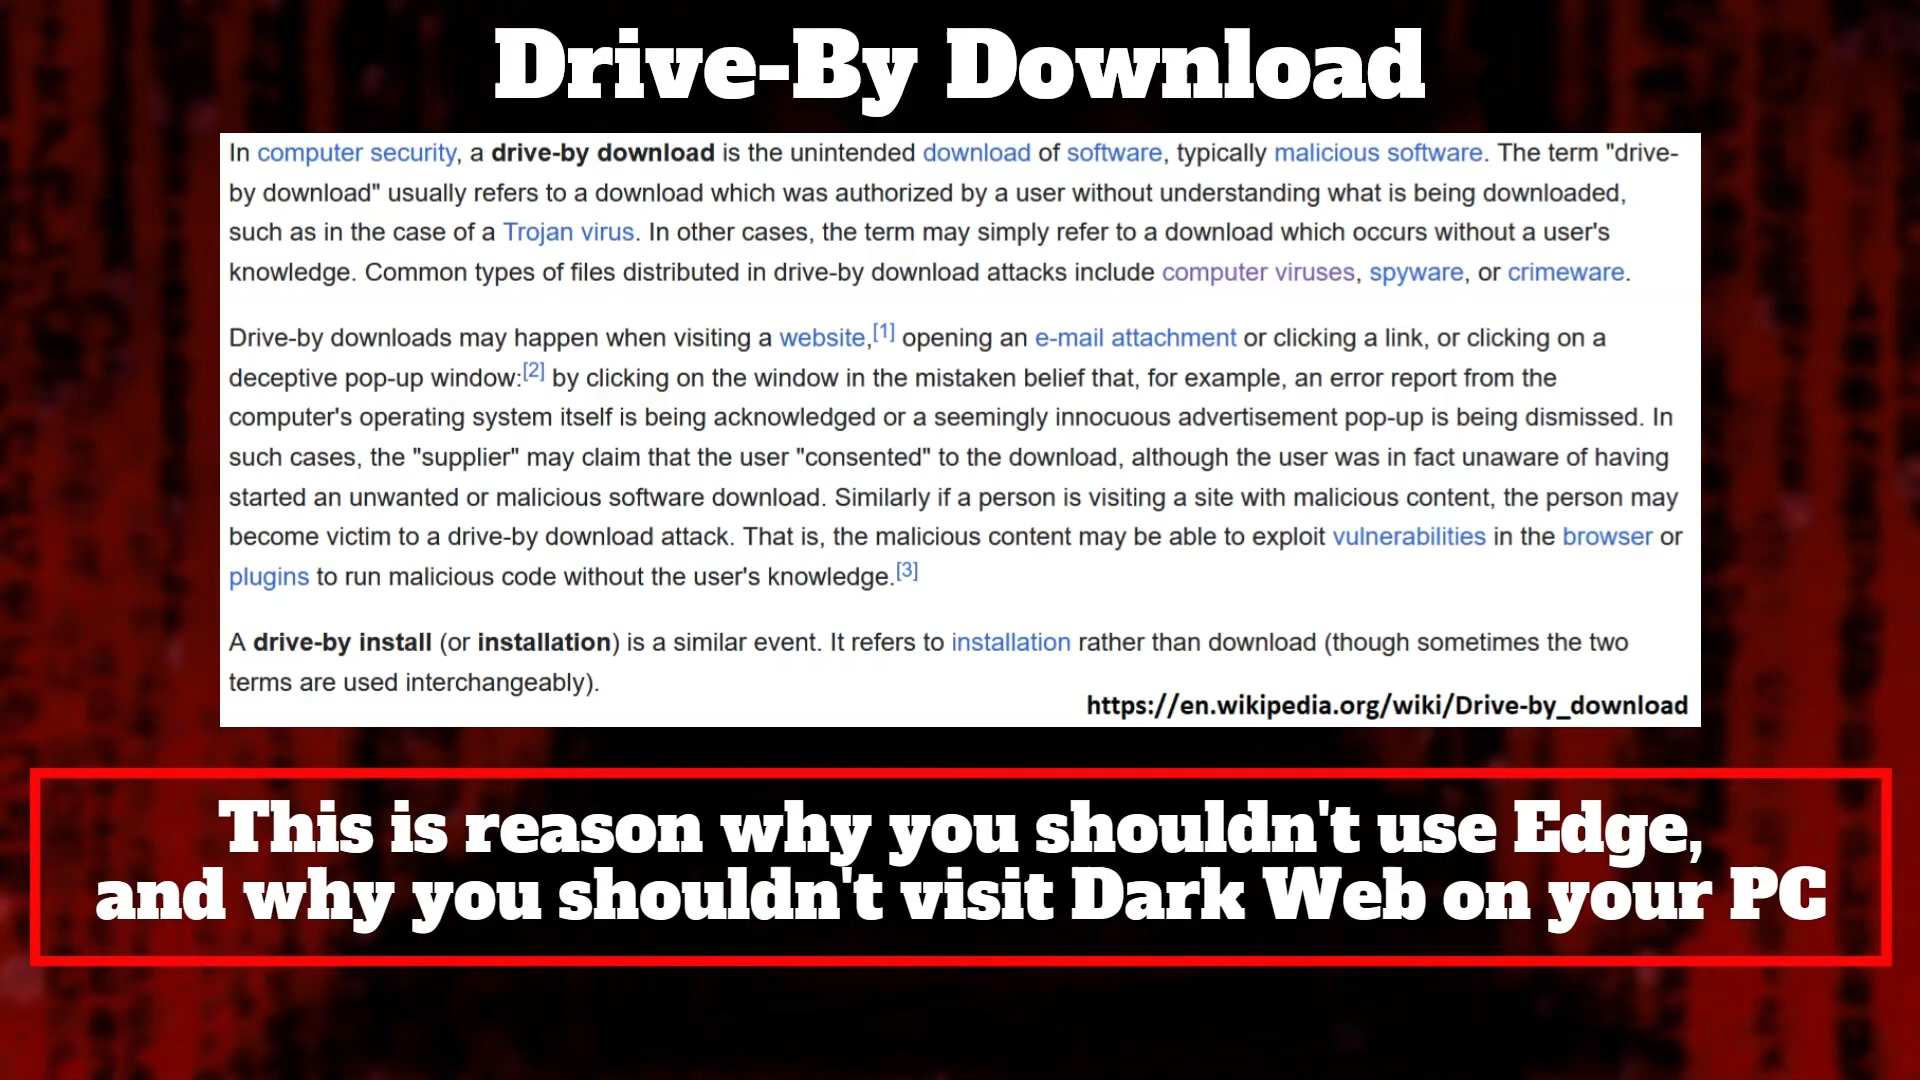 Drive-By Download
In computer security, a drive-by download is the unintended download of software, typically malicious software. The term "drive-
by download" usually refers to a download which was authorized by a user without understanding what is being downloaded,
such as in the case of a Trojan virus. In other cases, the term may simply refer to a download which occurs without a user's
knowledge. Common types of files distributed in drive-by download attacks include computer viruses, spyware, or crimeware.
Drive-by downloads may happen when visiting a website,[1] opening an e-mail attachment or clicking a link, or clicking on a
deceptive pop-up window:[2] by clicking on the window in the mistaken belief that, for example, an error report from the
computer's operating system itself is being acknowledged or a seemingly innocuous advertisement pop-up is being dismissed. In
such cases, the "supplier" may claim that the user "consented" to the download, although the user was in fact unaware of having
started an unwanted or malicious software download. Similarly if a person is visiting a site with malicious content, the person may
become victim to a drive-by download attack. That is, the malicious content may be able to exploit vulnerabilities in the browser or
plugins to run malicious code without the user's knowledge.[3]
A drive-by install (or installation) is a similar event. It refers to installation rather than download (though sometimes the two
terms are used interchangeably).
https://en.wikipedia.org/wiki/Drive-by_download
This is reason why you shouldn't use Edge,
and why you shouldn't visit Dark Web on your PC